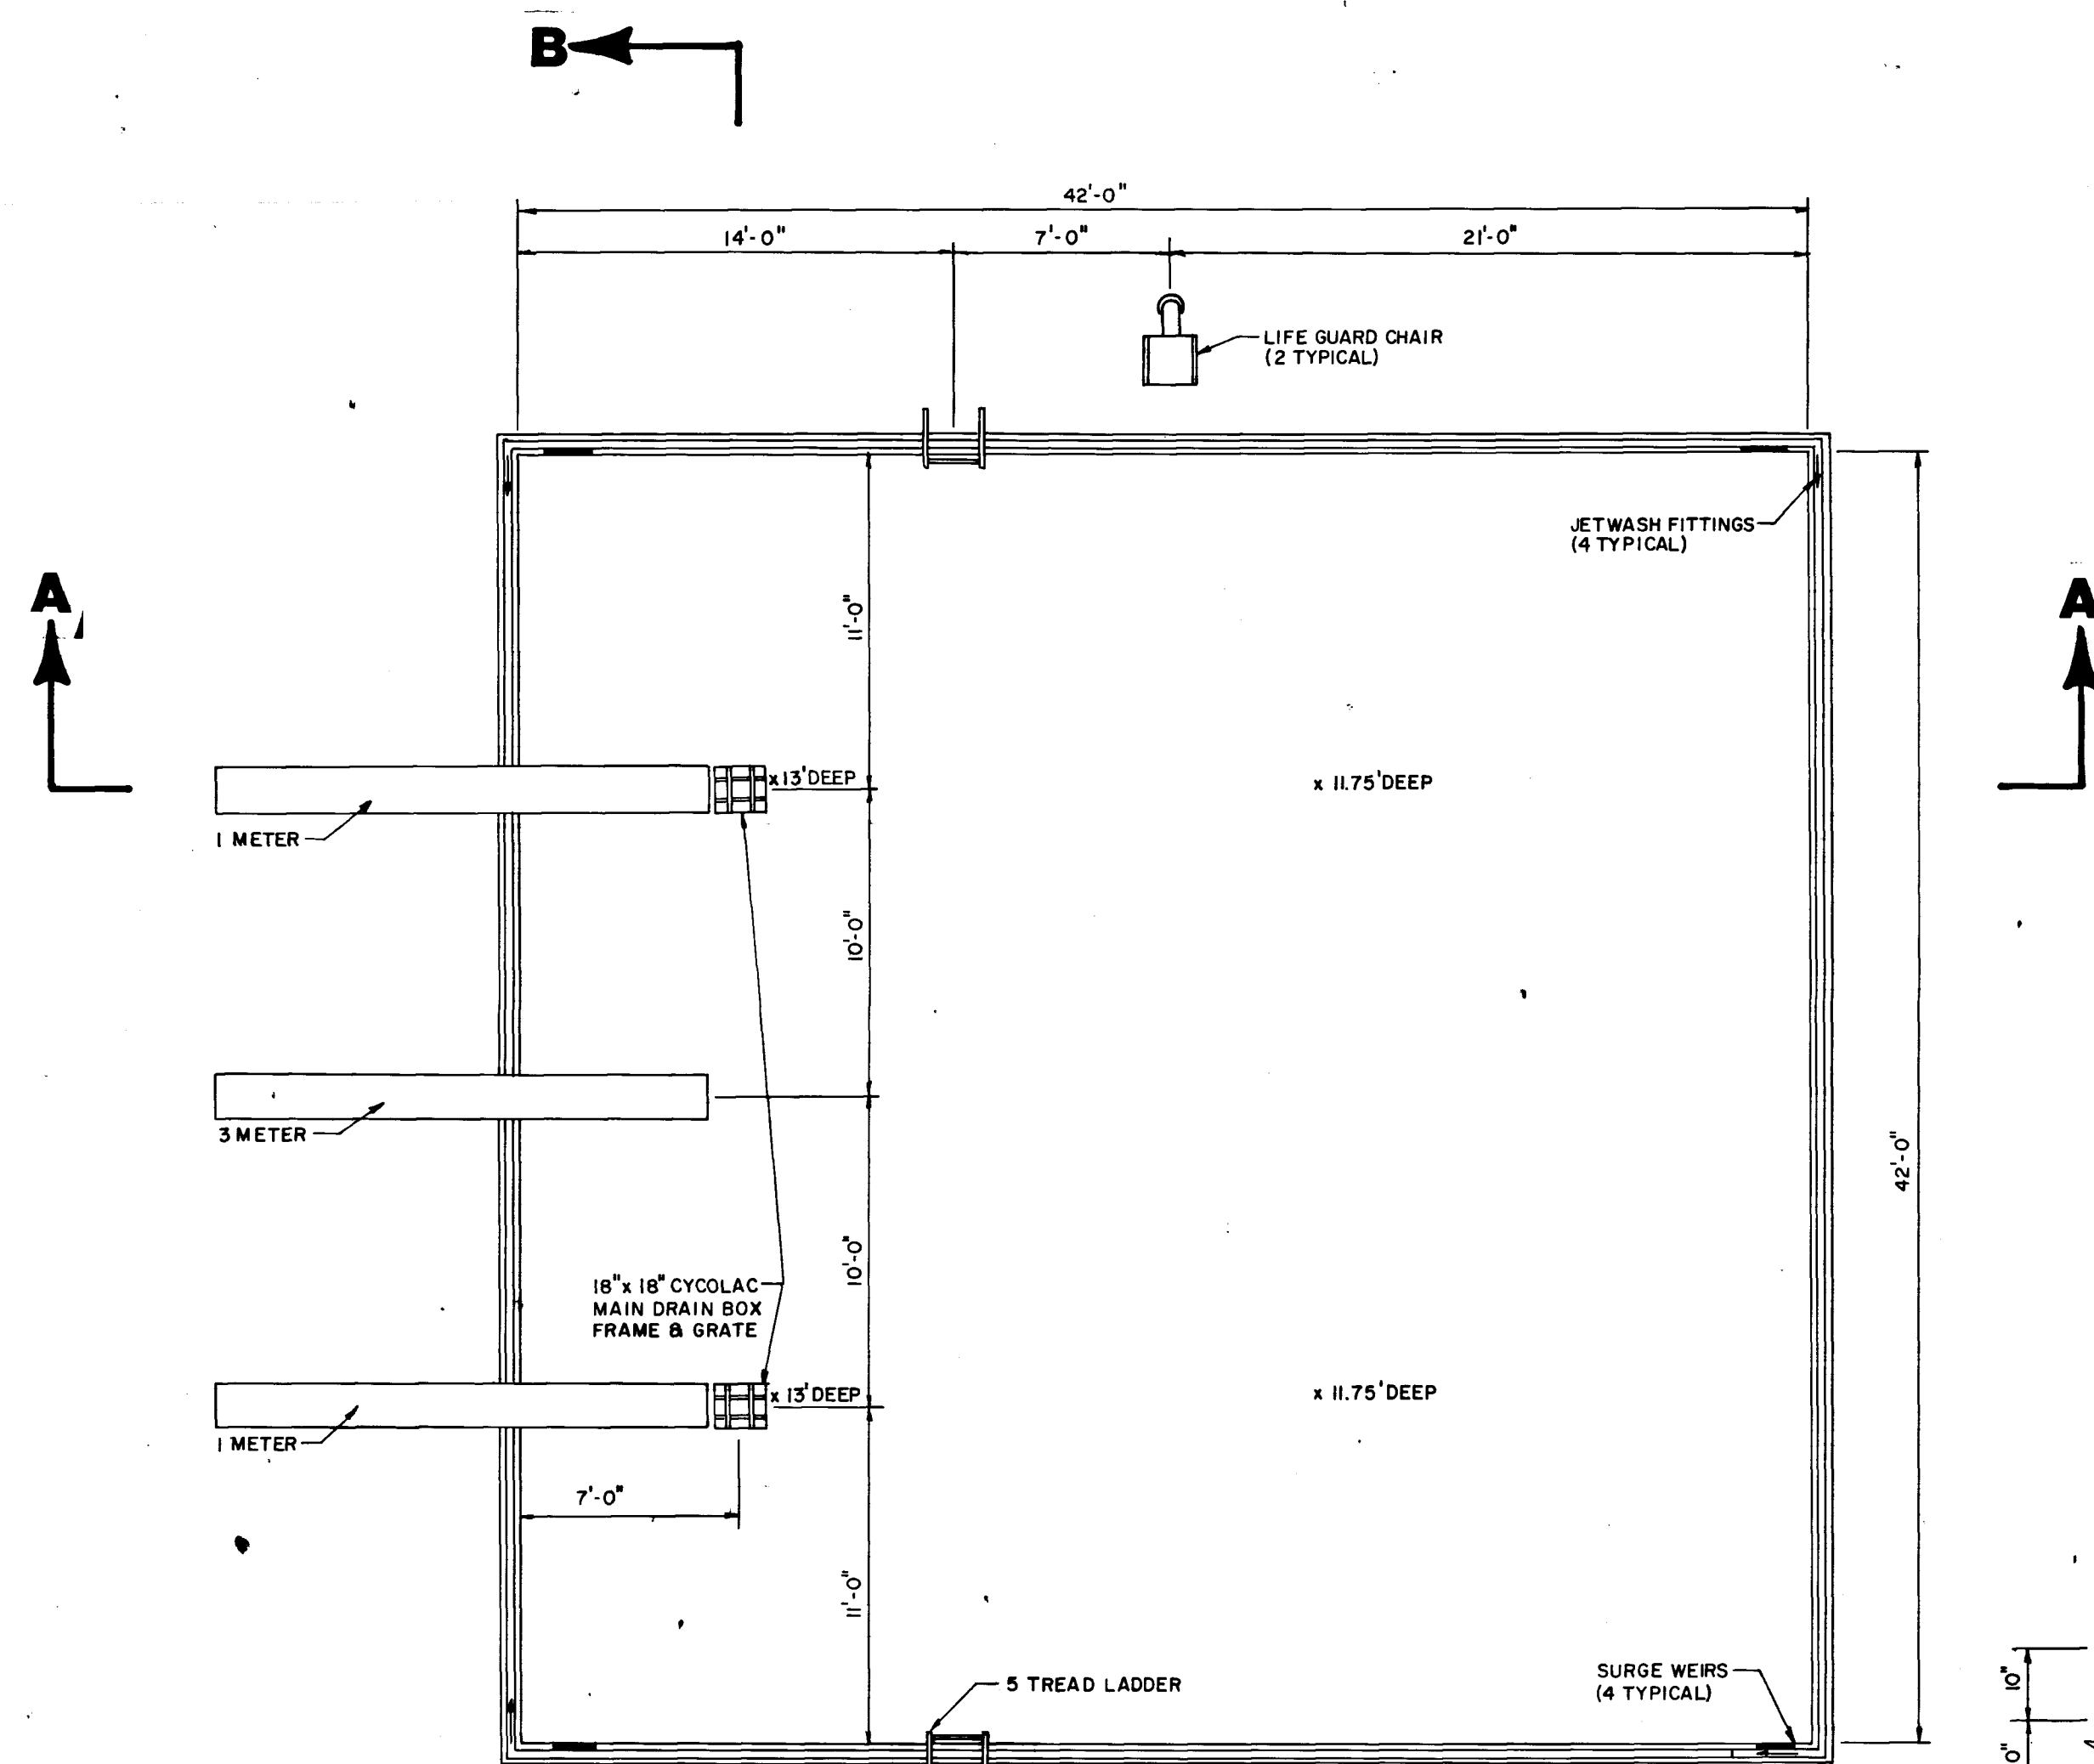 B
42'-0"
14'-0"
7'-0"
21'-0"
LIFE GUARD CHAIR
(2 TYPICAL)
JETWASH FITTINGS
(4 TYPICAL)
A
A
11'-0"
x 13' DEEP
x 11.75' DEEP
1 METER
10'-0"
3 METER
42'-0"
10'-0"
18" x 18" CYCOLAC
MAIN DRAIN BOX
FRAME & GRATE
x 13' DEEP
x 11.75' DEEP
1 METER
7'-0"
11'-0"
5 TREAD LADDER
SURGE WEIRS
(4 TYPICAL)
10"